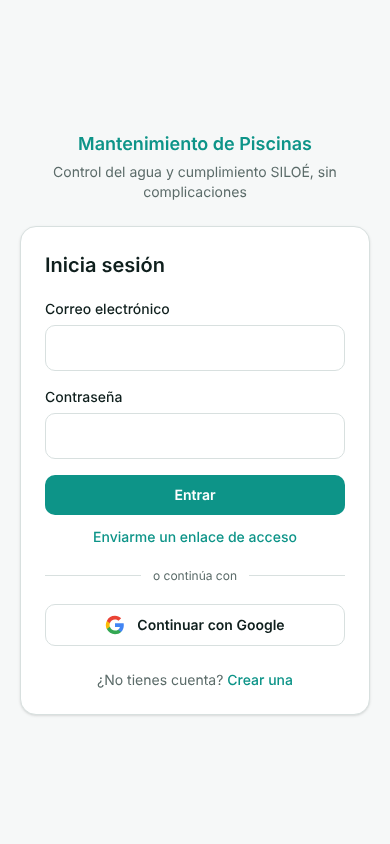 Mantenimiento de Piscinas
Control del agua y cumplimiento SILOÉ, sin
complicaciones
Inicia sesión
Correo electrónico
Contraseña
Entrar
Enviarme un enlace de acceso
o continúa con
Continuar con Google
¿No tienes cuenta? Crear una